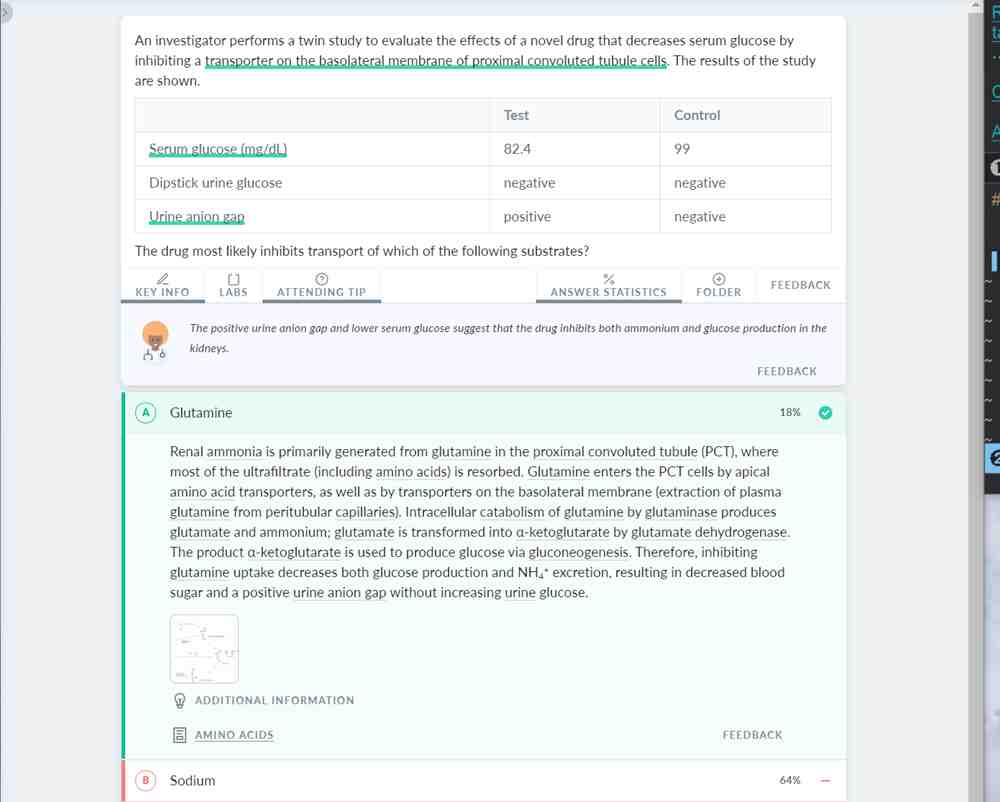 An investigator performs a twin study to evaluate the effects of a novel drug that decreases serum glucose by
inhibiting a transporter on the basolateral membrane of proximal convoluted tubule cells. The results of the study
are shown.
Test Control
Serum glucose (mg/dL) 82.4 99
Dipstick urine glucose negative negative
Urine anion gap positive negative
The drug most likely inhibits transport of which of the following substrates?
KEY INFO LABS ATTENDING TIP ANSWER STATISTICS FOLDER FEEDBACK
The positive urine anion gap and lower serum glucose suggest that the drug inhibits both ammonium and glucose production in the
kidneys.
FEEDBACK
A Glutamine 18%
Renal ammonia is primarily generated from glutamine in the proximal convoluted tubule (PCT), where
most of the ultrafiltrate (including amino acids) is resorbed. Glutamine enters the PCT cells by apical
amino acid transporters, as well as by transporters on the basolateral membrane (extraction of plasma
glutamine from peritubular capillaries). Intracellular catabolism of glutamine by glutaminase produces
glutamate and ammonium; glutamate is transformed into α-ketoglutarate by glutamate dehydrogenase.
The product α-ketoglutarate is used to produce glucose via gluconeogenesis. Therefore, inhibiting
glutamine uptake decreases both glucose production and NH₄⁺ excretion, resulting in decreased blood
sugar and a positive urine anion gap without increasing urine glucose.
ADDITIONAL INFORMATION
AMINO ACIDS FEEDBACK
B Sodium 64%